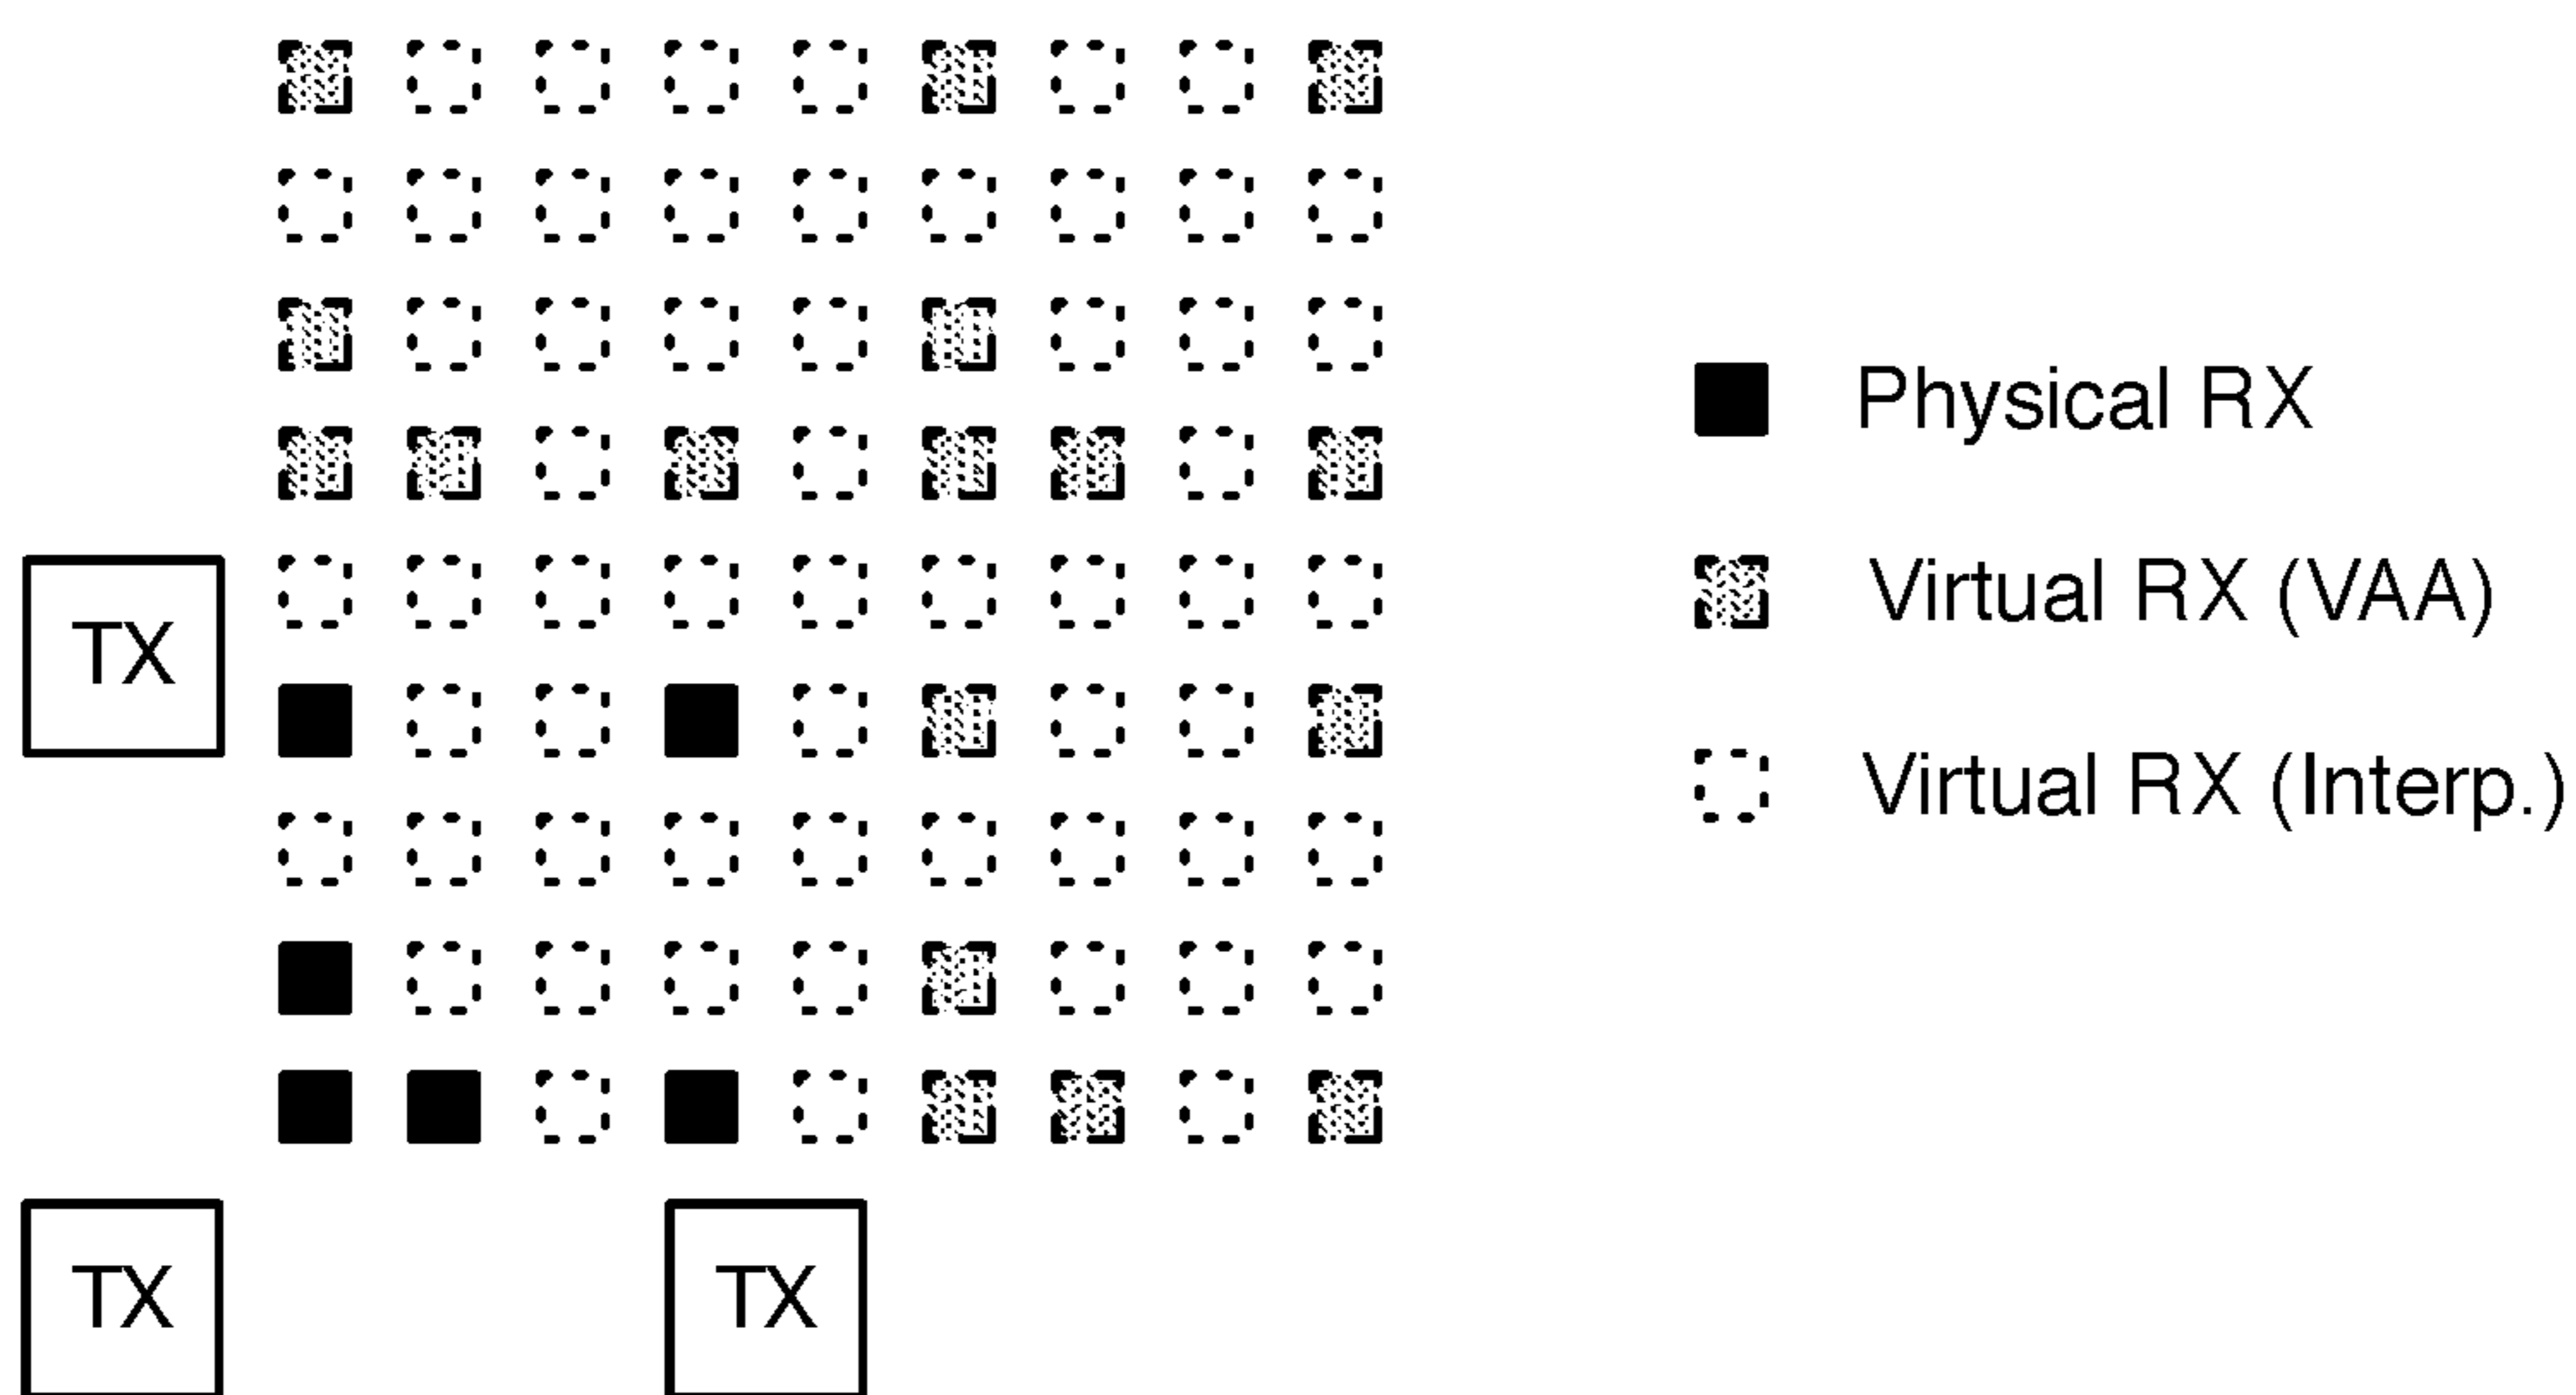 Physical RX
Virtual RX (VAA)
TX
Virtual RX (Interp.)
TX
TX